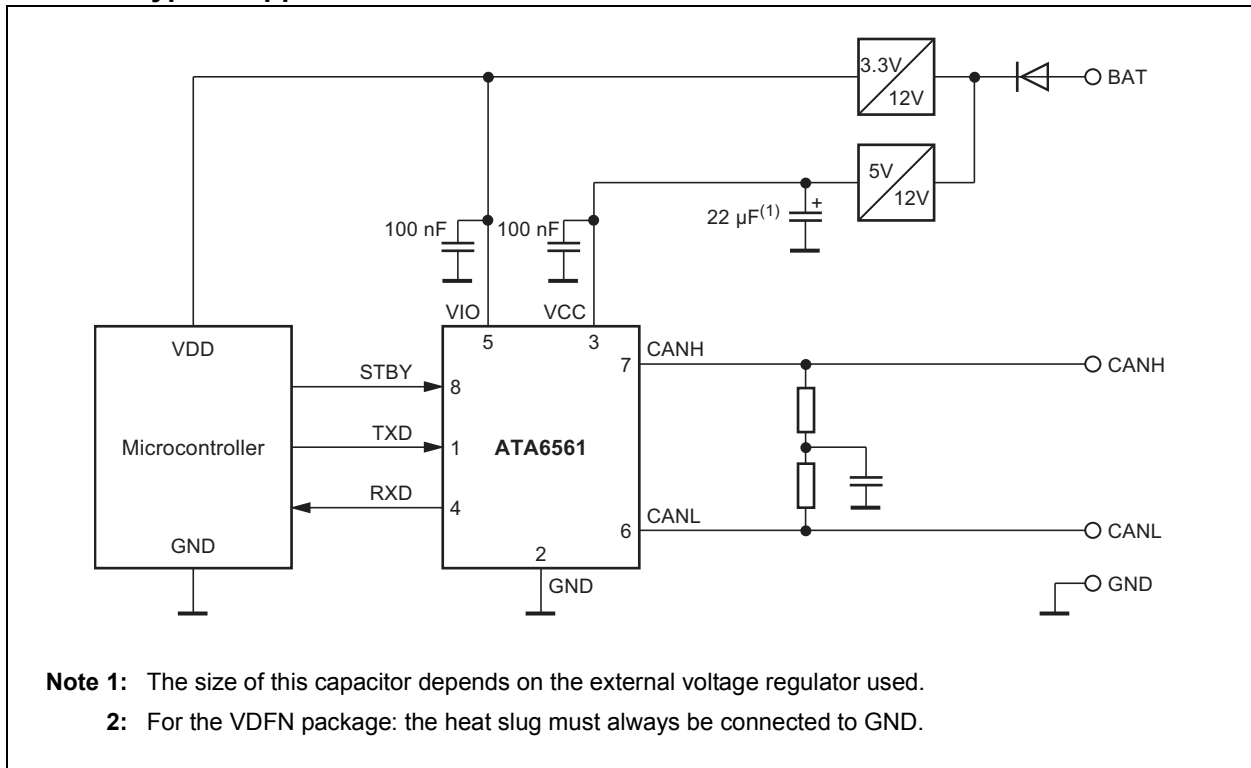 3.3V
12V
BAT
5V
12V
22 µF(1)
+
100 nF
100 nF
VIO
VCC
VDD
5
3
CANH
7
CANH
STBY
8
TXD
Microcontroller
1
ATA6561
RXD
4
CANL
6
CANL
GND
2
GND
GND
Note 1: The size of this capacitor depends on the external voltage regulator used.
2: For the VDFN package: the heat slug must always be connected to GND.